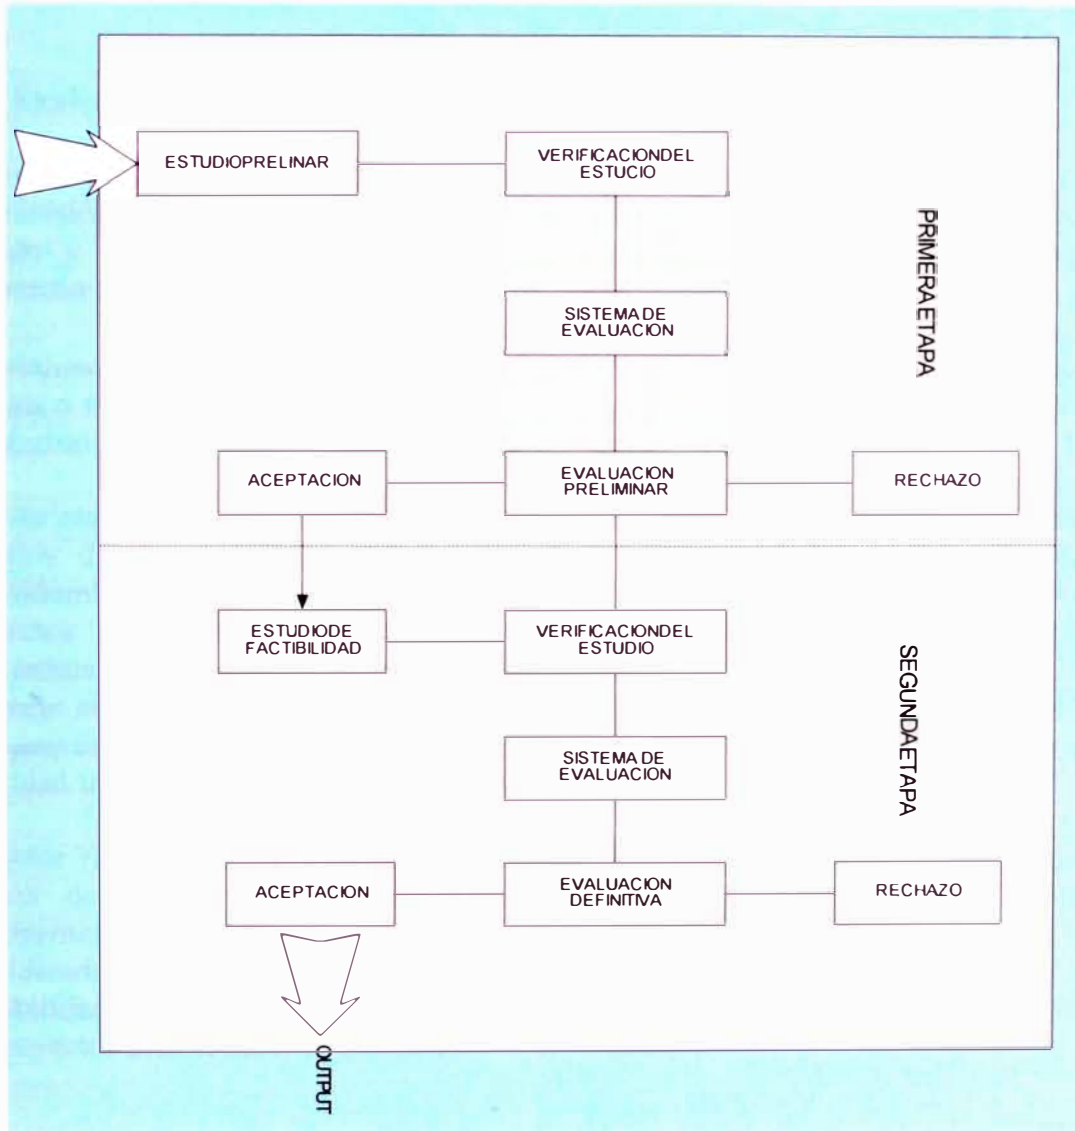 ESTUDIOPRELINAR
VERIFICACIONDEL
ESTUCIO
PRIMERAETAPA
SISTEMA DE
EVALUACION
ACEPTACION
EVALUACION
PRELIMINAR
RECHAZO
ESTUDIODE
FACTIBILIDAD
VERIFICACIONDEL
ESTUDIO
SEGUNDAETAPA
SISTEMA DE
EVALUACION
ACEPTACION
EVALUACION
DEFINITIVA
RECHAZO
OUTPUT